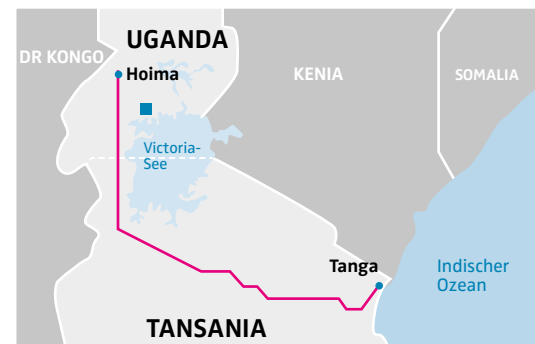 UGANDA
DR KONGO
Hoima
KENIA
SOMALIA
Victoria-
See
Tanga
Indischer
Ozean
TANSANIA